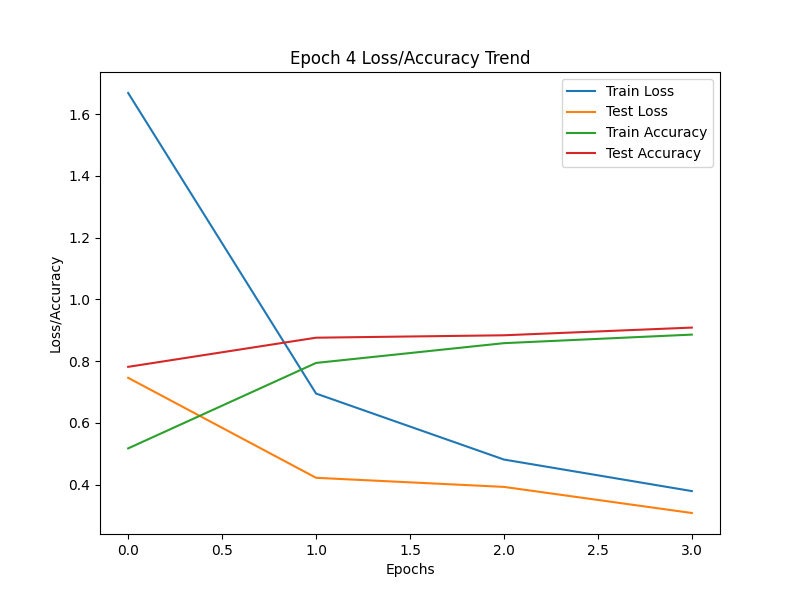 Epoch 4 Loss/Accuracy Trend
Train Loss
Test Loss
Train Accuracy
Test Accuracy
Loss/Accuracy
1.6
1.4
1.2
1.0
0.8
0.6
0.4
0.0 0.5 1.0 1.5 2.0 2.5 3.0
Epochs